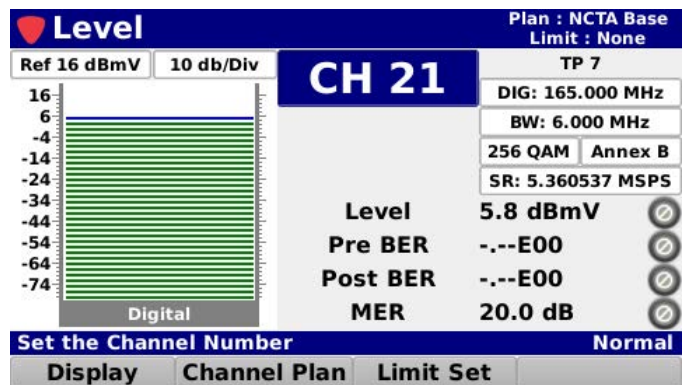 Level
Plan : NCTA Base
Limit : None
Ref 16 dBmV
10 db/Div
CH 21
TP 7
DIG: 165.000 MHz
BW: 6.000 MHz
256 QAM
Annex B
SR: 5.360537 MSPS
16
6
-4
-14
-24
-34
-44
-54
-64
-74
Digital
Level 5.8 dBmV
Pre BER -.--E00
Post BER -.--E00
MER 20.0 dB
Set the Channel Number
Normal
Display
Channel Plan
Limit Set